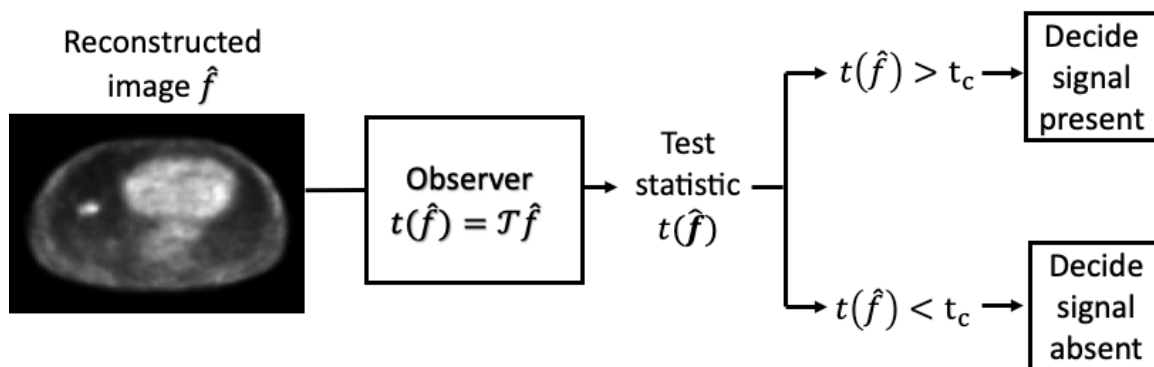 Reconstructed
image f̂
Observer
t(f̂) = 𝒯f̂
Test
statistic
t(f̂)
t(f̂) > t_c
Decide
signal
present
t(f̂) < t_c
Decide
signal
absent